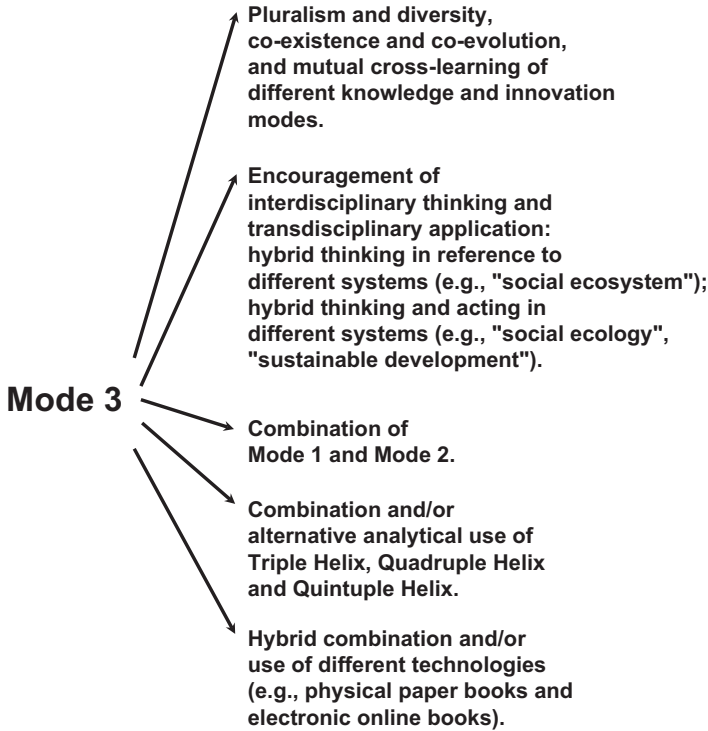 Pluralism and diversity,
co-existence and co-evolution,
and mutual cross-learning of
different knowledge and innovation
modes.
Encouragement of
interdisciplinary thinking and
transdisciplinary application:
hybrid thinking in reference to
different systems (e.g., "social ecosystem");
hybrid thinking and acting in
different systems (e.g., "social ecology",
"sustainable development").
Mode 3
Combination of
Mode 1 and Mode 2.
Combination and/or
alternative analytical use of
Triple Helix, Quadruple Helix
and Quintuple Helix.
Hybrid combination and/or
use of different technologies
(e.g., physical paper books and
electronic online books).